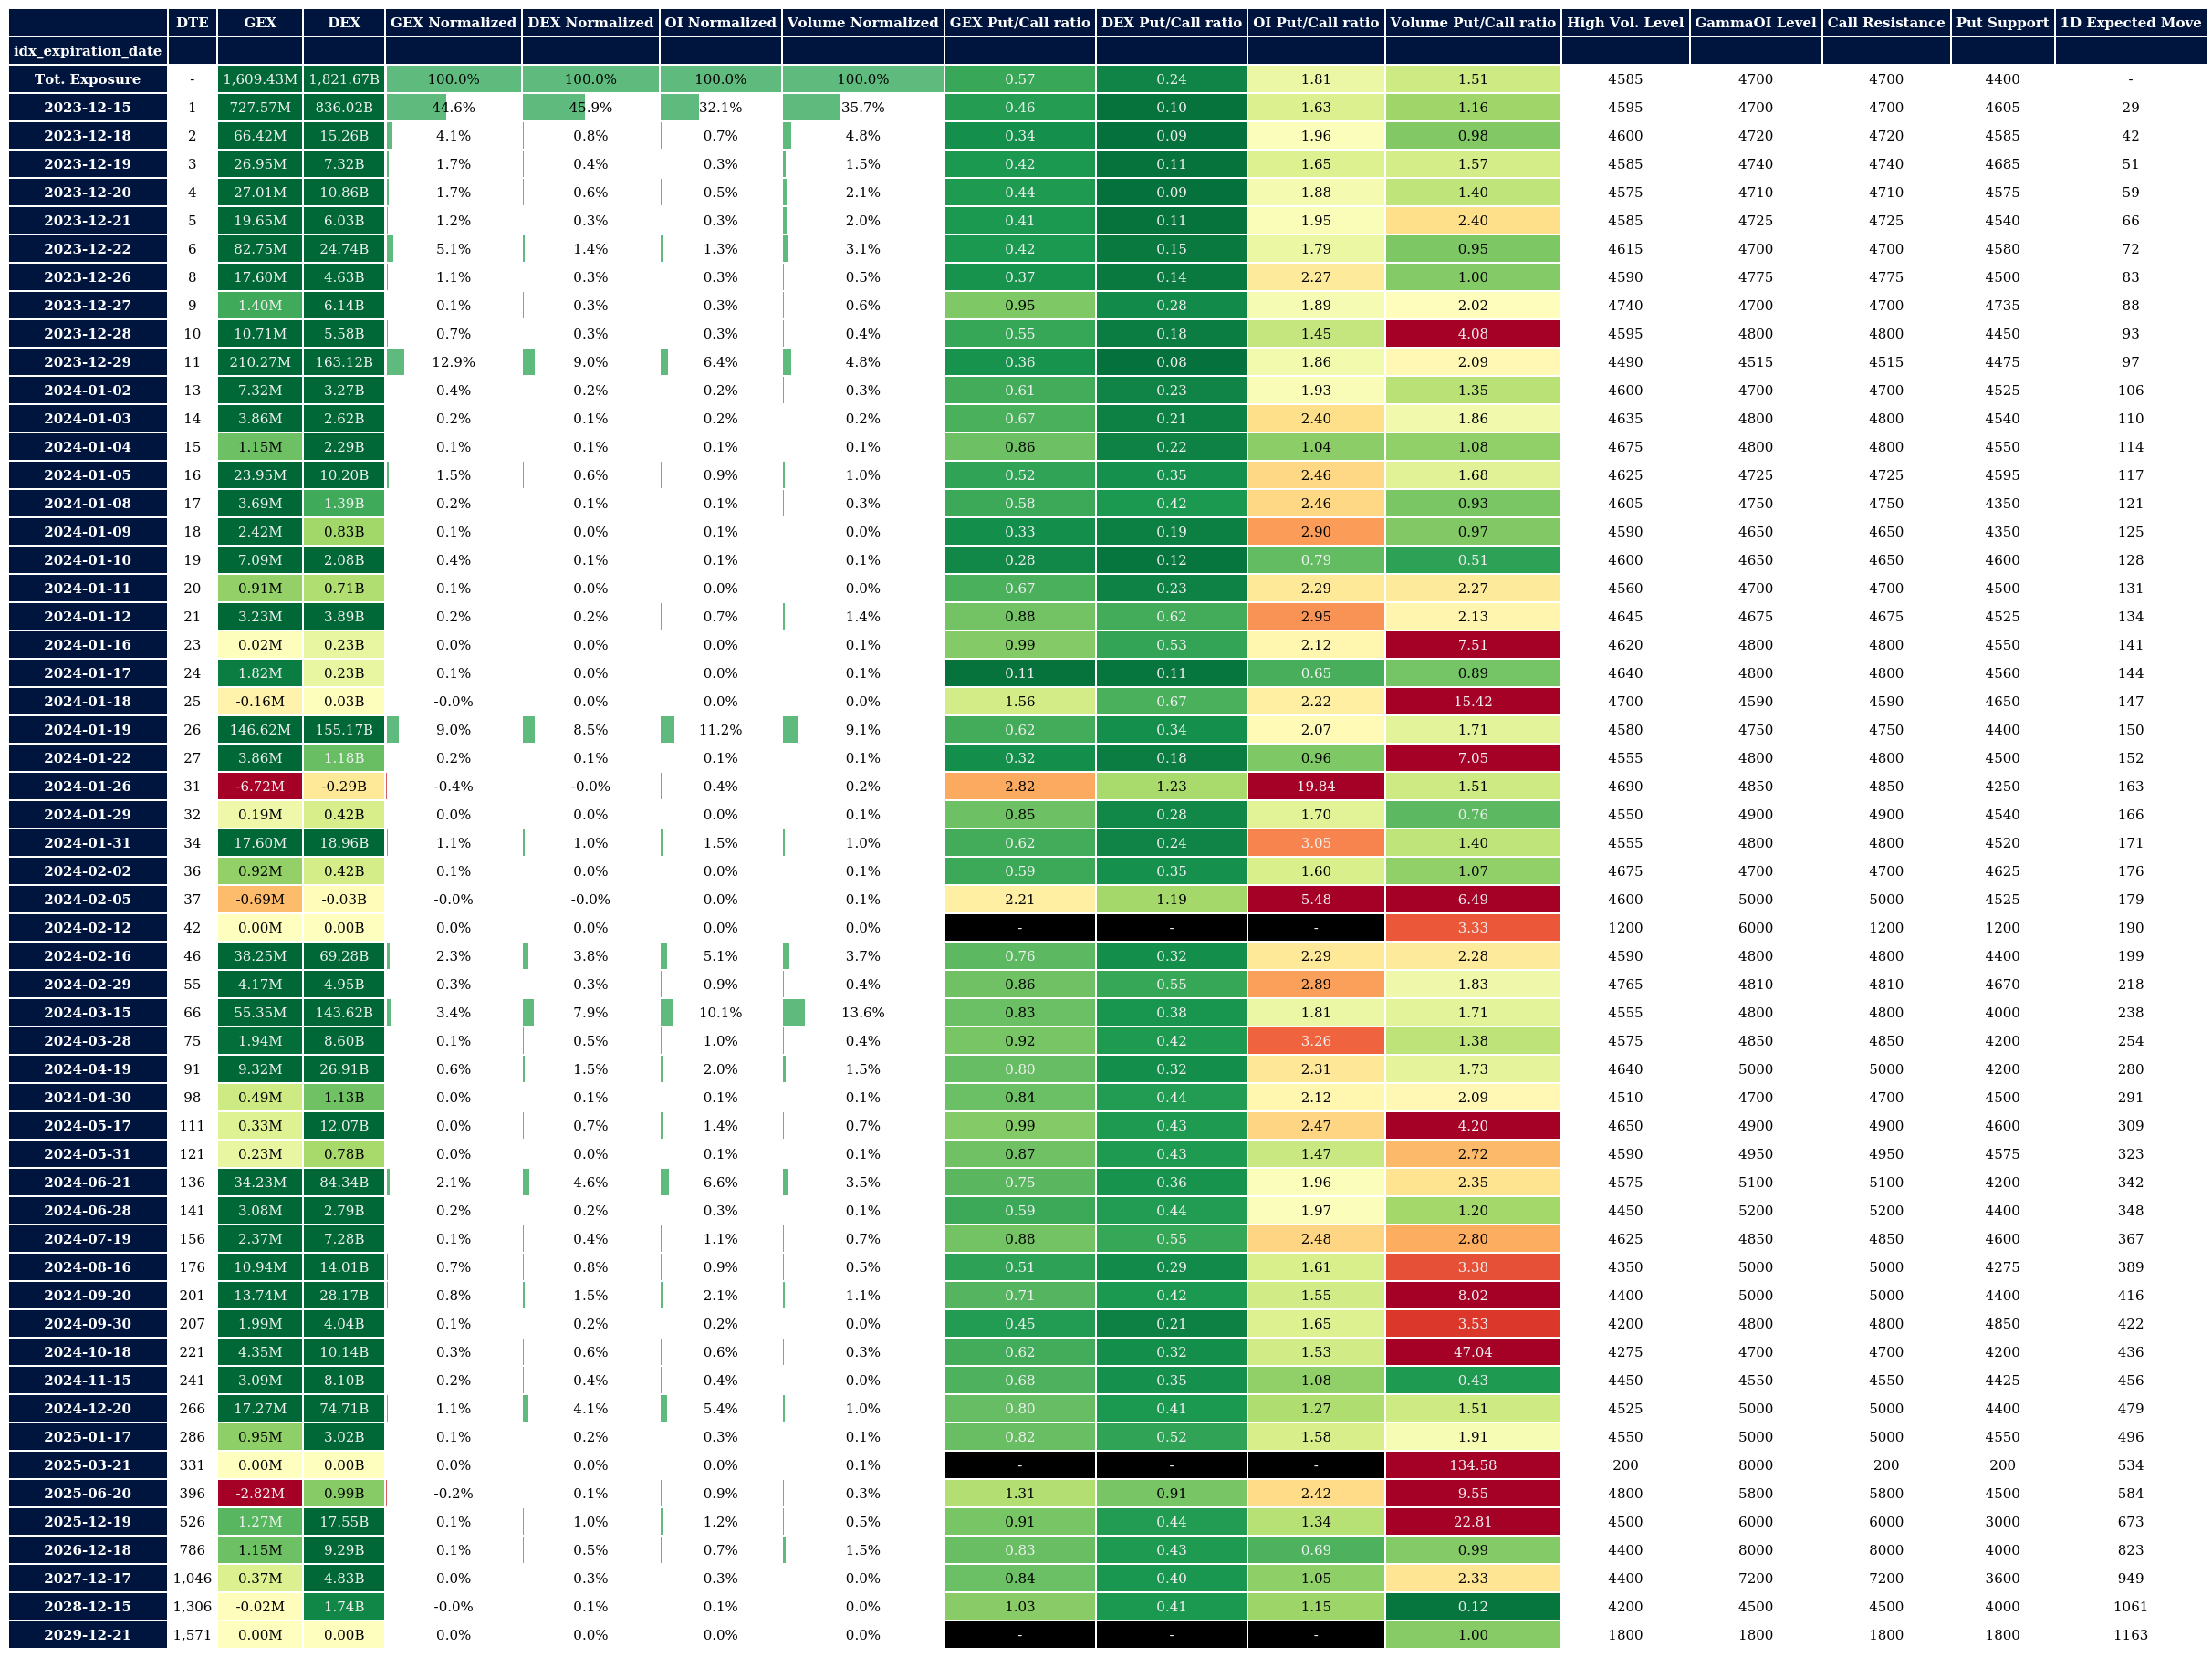 DTE GEX DEX GEX Normalized DEX Normalized OI Normalized Volume Normalized GEX Put/Call ratio DEX Put/Call ratio OI Put/Call ratio Volume Put/Call ratio High Vol. Level GammaOI Level Call Resistance Put Support 1D Expected Move
idx_expiration_date
Tot. Exposure - 1,609.43M 1,821.67B 100.0% 100.0% 100.0% 100.0% 0.57 0.24 1.81 1.51 4585 4700 4700 4400 -
2023-12-15 1 727.57M 836.02B 44.6% 45.9% 32.1% 35.7% 0.46 0.10 1.63 1.16 4595 4700 4700 4605 29
2023-12-18 2 66.42M 15.26B 4.1% 0.8% 0.7% 4.8% 0.34 0.09 1.96 0.98 4600 4720 4720 4585 42
2023-12-19 3 26.95M 7.32B 1.7% 0.4% 0.3% 1.5% 0.42 0.11 1.65 1.57 4585 4740 4740 4685 51
2023-12-20 4 27.01M 10.86B 1.7% 0.6% 0.5% 2.1% 0.44 0.09 1.88 1.40 4575 4710 4710 4575 59
2023-12-21 5 19.65M 6.03B 1.2% 0.3% 0.3% 2.0% 0.41 0.11 1.95 2.40 4585 4725 4725 4540 66
2023-12-22 6 82.75M 24.74B 5.1% 1.4% 1.3% 3.1% 0.42 0.15 1.79 0.95 4615 4700 4700 4580 72
2023-12-26 8 17.60M 4.63B 1.1% 0.3% 0.3% 0.5% 0.37 0.14 2.27 1.00 4590 4775 4775 4500 83
2023-12-27 9 1.40M 6.14B 0.1% 0.3% 0.3% 0.6% 0.95 0.28 1.89 2.02 4740 4700 4700 4735 88
2023-12-28 10 10.71M 5.58B 0.7% 0.3% 0.3% 0.4% 0.55 0.18 1.45 4.08 4595 4800 4800 4450 93
2023-12-29 11 210.27M 163.12B 12.9% 9.0% 6.4% 4.8% 0.36 0.08 1.86 2.09 4490 4515 4515 4475 97
2024-01-02 13 7.32M 3.27B 0.4% 0.2% 0.2% 0.3% 0.61 0.23 1.93 1.35 4600 4700 4700 4525 106
2024-01-03 14 3.86M 2.62B 0.2% 0.1% 0.2% 0.2% 0.67 0.21 2.40 1.86 4635 4800 4800 4540 110
2024-01-04 15 1.15M 2.29B 0.1% 0.1% 0.1% 0.1% 0.86 0.22 1.04 1.08 4675 4800 4800 4550 114
2024-01-05 16 23.95M 10.20B 1.5% 0.6% 0.9% 1.0% 0.52 0.35 2.46 1.68 4625 4725 4725 4595 117
2024-01-08 17 3.69M 1.39B 0.2% 0.1% 0.1% 0.3% 0.58 0.42 2.46 0.93 4605 4750 4750 4350 121
2024-01-09 18 2.42M 0.83B 0.1% 0.0% 0.1% 0.0% 0.33 0.19 2.90 0.97 4590 4650 4650 4350 125
2024-01-10 19 7.09M 2.08B 0.4% 0.1% 0.1% 0.1% 0.28 0.12 0.79 0.51 4600 4650 4650 4600 128
2024-01-11 20 0.91M 0.71B 0.1% 0.0% 0.0% 0.0% 0.67 0.23 2.29 2.27 4560 4700 4700 4500 131
2024-01-12 21 3.23M 3.89B 0.2% 0.2% 0.7% 1.4% 0.88 0.62 2.95 2.13 4645 4675 4675 4525 134
2024-01-16 23 0.02M 0.23B 0.0% 0.0% 0.0% 0.1% 0.99 0.53 2.12 7.51 4620 4800 4800 4550 141
2024-01-17 24 1.82M 0.23B 0.1% 0.0% 0.0% 0.1% 0.11 0.11 0.65 0.89 4640 4800 4800 4560 144
2024-01-18 25 -0.16M 0.03B -0.0% 0.0% 0.0% 0.0% 1.56 0.67 2.22 15.42 4700 4590 4590 4650 147
2024-01-19 26 146.62M 155.17B 9.0% 8.5% 11.2% 9.1% 0.62 0.34 2.07 1.71 4580 4750 4750 4400 150
2024-01-22 27 3.86M 1.18B 0.2% 0.1% 0.1% 0.1% 0.32 0.18 0.96 7.05 4555 4800 4800 4500 152
2024-01-26 31 -6.72M -0.29B -0.4% -0.0% 0.4% 0.2% 2.82 1.23 19.84 1.51 4690 4850 4850 4250 163
2024-01-29 32 0.19M 0.42B 0.0% 0.0% 0.0% 0.1% 0.85 0.28 1.70 0.76 4550 4900 4900 4540 166
2024-01-31 34 17.60M 18.96B 1.1% 1.0% 1.5% 1.0% 0.62 0.24 3.05 1.40 4555 4800 4800 4520 171
2024-02-02 36 0.92M 0.42B 0.1% 0.0% 0.0% 0.1% 0.59 0.35 1.60 1.07 4675 4700 4700 4625 176
2024-02-05 37 -0.69M -0.03B -0.0% -0.0% 0.0% 0.1% 2.21 1.19 5.48 6.49 4600 5000 5000 4525 179
2024-02-12 42 0.00M 0.00B 0.0% 0.0% 0.0% 0.0% - - - 3.33 1200 6000 1200 1200 190
2024-02-16 46 38.25M 69.28B 2.3% 3.8% 5.1% 3.7% 0.76 0.32 2.29 2.28 4590 4800 4800 4400 199
2024-02-29 55 4.17M 4.95B 0.3% 0.3% 0.9% 0.4% 0.86 0.55 2.89 1.83 4765 4810 4810 4670 218
2024-03-15 66 55.35M 143.62B 3.4% 7.9% 10.1% 13.6% 0.83 0.38 1.81 1.71 4555 4800 4800 4000 238
2024-03-28 75 1.94M 8.60B 0.1% 0.5% 1.0% 0.4% 0.92 0.42 3.26 1.38 4575 4850 4850 4200 254
2024-04-19 91 9.32M 26.91B 0.6% 1.5% 2.0% 1.5% 0.80 0.32 2.31 1.73 4640 5000 5000 4200 280
2024-04-30 98 0.49M 1.13B 0.0% 0.1% 0.1% 0.1% 0.84 0.44 2.12 2.09 4510 4700 4700 4500 291
2024-05-17 111 0.33M 12.07B 0.0% 0.7% 1.4% 0.7% 0.99 0.43 2.47 4.20 4650 4900 4900 4600 309
2024-05-31 121 0.23M 0.78B 0.0% 0.0% 0.1% 0.1% 0.87 0.43 1.47 2.72 4590 4950 4950 4575 323
2024-06-21 136 34.23M 84.34B 2.1% 4.6% 6.6% 3.5% 0.75 0.36 1.96 2.35 4575 5100 5100 4200 342
2024-06-28 141 3.08M 2.79B 0.2% 0.2% 0.3% 0.1% 0.59 0.44 1.97 1.20 4450 5200 5200 4400 348
2024-07-19 156 2.37M 7.28B 0.1% 0.4% 1.1% 0.7% 0.88 0.55 2.48 2.80 4625 4850 4850 4600 367
2024-08-16 176 10.94M 14.01B 0.7% 0.8% 0.9% 0.5% 0.51 0.29 1.61 3.38 4350 5000 5000 4275 389
2024-09-20 201 13.74M 28.17B 0.8% 1.5% 2.1% 1.1% 0.71 0.42 1.55 8.02 4400 5000 5000 4400 416
2024-09-30 207 1.99M 4.04B 0.1% 0.2% 0.2% 0.0% 0.45 0.21 1.65 3.53 4200 4800 4800 4850 422
2024-10-18 221 4.35M 10.14B 0.3% 0.6% 0.6% 0.3% 0.62 0.32 1.53 47.04 4275 4700 4700 4200 436
2024-11-15 241 3.09M 8.10B 0.2% 0.4% 0.4% 0.0% 0.68 0.35 1.08 0.43 4450 4550 4550 4425 456
2024-12-20 266 17.27M 74.71B 1.1% 4.1% 5.4% 1.0% 0.80 0.41 1.27 1.51 4525 5000 5000 4400 479
2025-01-17 286 0.95M 3.02B 0.1% 0.2% 0.3% 0.1% 0.82 0.52 1.58 1.91 4550 5000 5000 4550 496
2025-03-21 331 0.00M 0.00B 0.0% 0.0% 0.0% 0.1% - - - 134.58 200 8000 200 200 534
2025-06-20 396 -2.82M 0.99B -0.2% 0.1% 0.9% 0.3% 1.31 0.91 2.42 9.55 4800 5800 5800 4500 584
2025-12-19 526 1.27M 17.55B 0.1% 1.0% 1.2% 0.5% 0.91 0.44 1.34 22.81 4500 6000 6000 3000 673
2026-12-18 786 1.15M 9.29B 0.1% 0.5% 0.7% 1.5% 0.83 0.43 0.69 0.99 4400 8000 8000 4000 823
2027-12-17 1,046 0.37M 4.83B 0.0% 0.3% 0.3% 0.0% 0.84 0.40 1.05 2.33 4400 7200 7200 3600 949
2028-12-15 1,306 -0.02M 1.74B -0.0% 0.1% 0.1% 0.0% 1.03 0.41 1.15 0.12 4200 4500 4500 4000 1061
2029-12-21 1,571 0.00M 0.00B 0.0% 0.0% 0.0% 0.0% - - - 1.00 1800 1800 1800 1800 1163